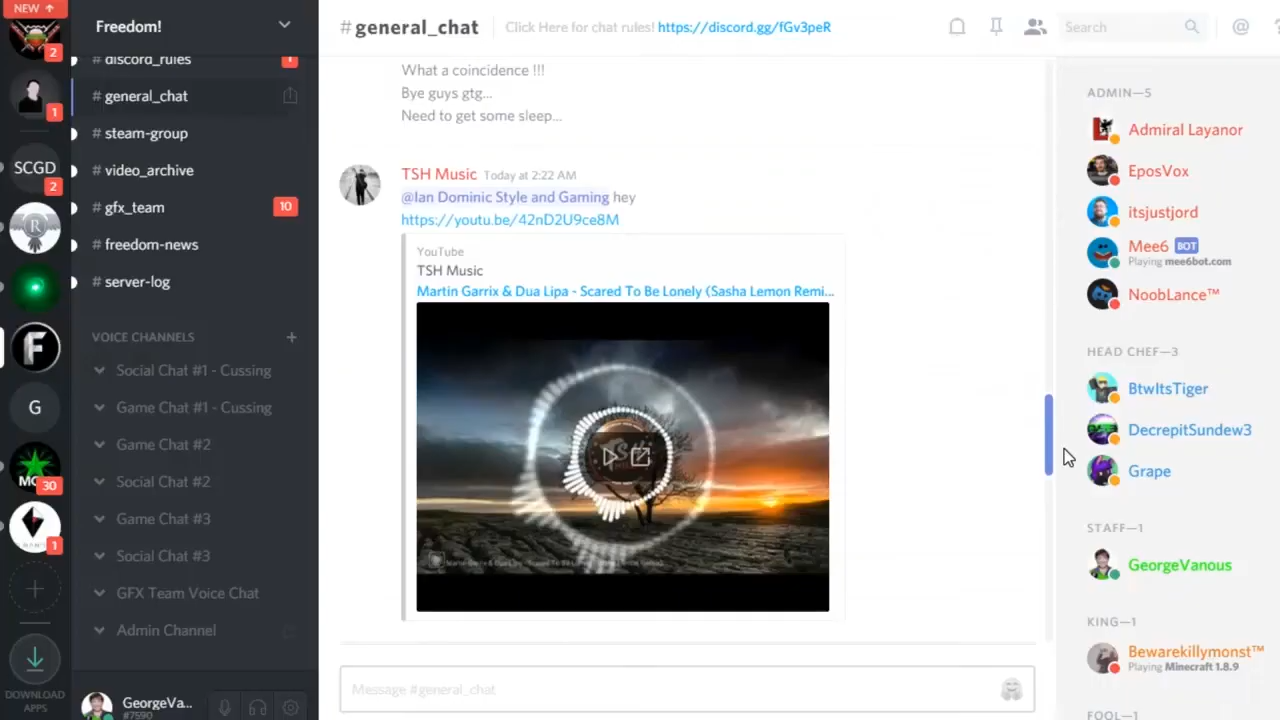 NEW ↑
2
1
SCGD
2
R
F
G
MC
30
1
DOWNLOAD
APPS
Freedom!
# discord_rules
1
# general_chat
# steam-group
# video_archive
# gfx_team
10
# freedom-news
# server-log
VOICE CHANNELS
Social Chat #1 - Cussing
Game Chat #1 - Cussing
Game Chat #2
Social Chat #2
Game Chat #3
Social Chat #3
GFX Team Voice Chat
Admin Channel
GeorgeVa...
#7590
#general_chat
Click Here for chat rules! https://discord.gg/fGv3peR
Search
What a coincidence !!!
Bye guys gtg...
Need to get some sleep...
TSH Music Today at 2:22 AM
@Ian Dominic Style and Gaming hey
https://youtu.be/42nD2U9ce8M
YouTube
TSH Music
Martin Garrix & Dua Lipa - Scared To Be Lonely (Sasha Lemon Remi...
Message #general_chat
ADMIN—5
Admiral Layanor
EposVox
itsjustjord
Mee6 BOT
Playing mee6bot.com
NoobLance™
HEAD CHEF—3
BtwItsTiger
DecrepitSundew3
Grape
STAFF—1
GeorgeVanous
KING—1
Bewarekillymonst™
Playing Minecraft 1.8.9
FOOL—1